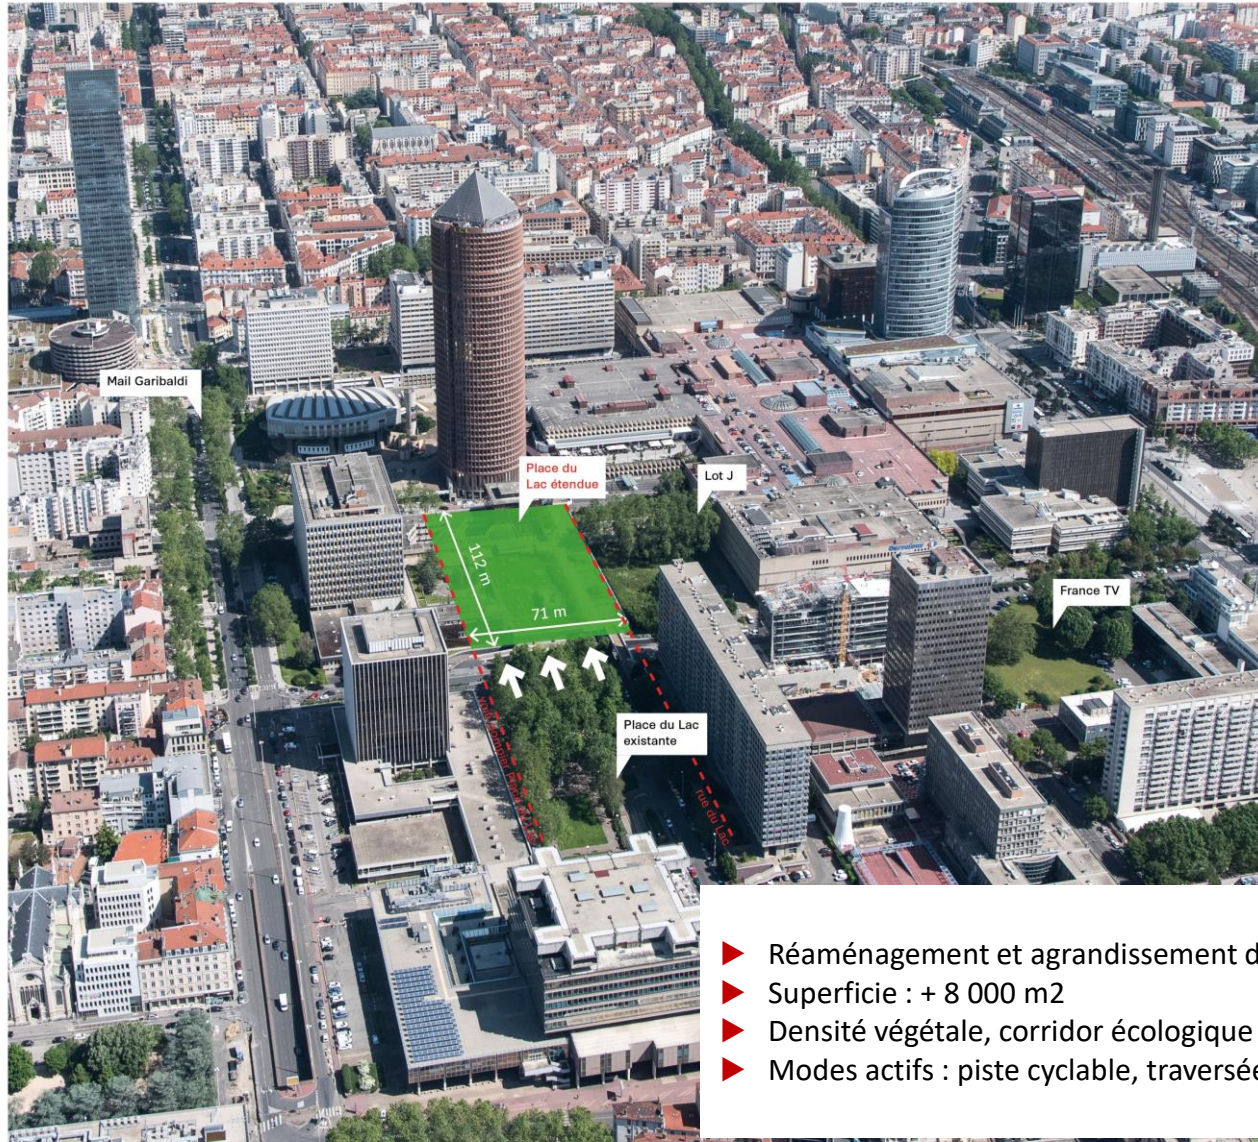 Mail Garibaldi
Place du
Lac étendue
Lot J
112 m
71 m
France TV
Place du Lac
existante
rue du Lac
Réaménagement et agrandissement d
Superficie : + 8 000 m2
Densité végétale, corridor écologique
Modes actifs : piste cyclable, traversée